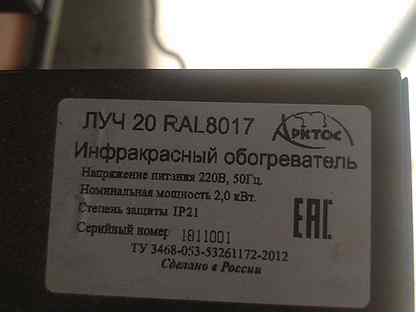 ЛУЧ 20 RAL8017
Арктос
Инфракрасный обогреватель
Напряжение питания 220В, 50Гц.
Номинальная мощность 2,0 кВт.
Степень защиты IP21
Серийный номер 1811001
ТУ 3468-053-53261172-2012
Сделано в России
ЕАС